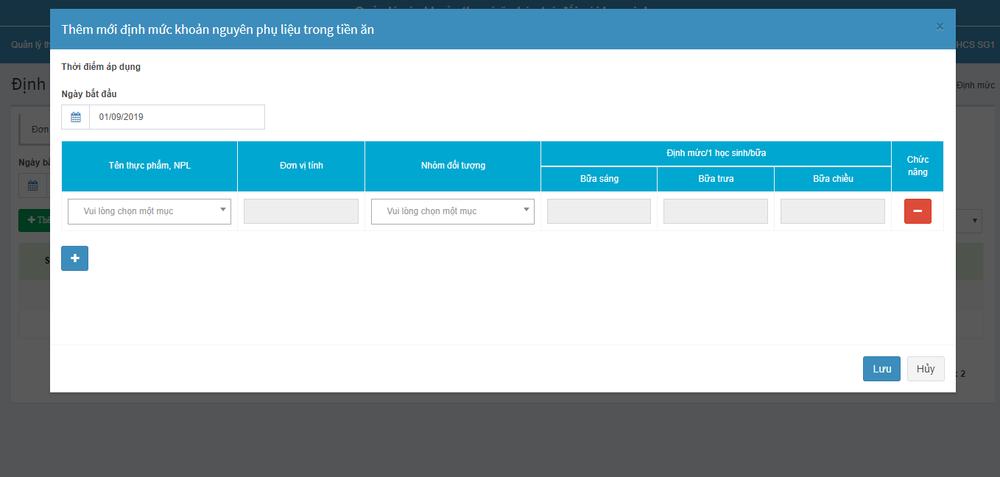 Thêm mới định mức khoản nguyên phụ liệu trong tiền ăn
×
Quản lý th
HCS SG1
Thời điểm áp dụng
Định
Định mức
Ngày bắt đầu
01/09/2019
Đơn
Ngày bắ
Tên thực phẩm, NPL
Đơn vị tính
Nhóm đối tượng
Định mức/1 học sinh/bữa
Bữa sáng
Bữa trưa
Bữa chiều
Chức
năng
Vui lòng chọn một mục
Vui lòng chọn một mục
Thê
S
Lưu
Hủy
: 2